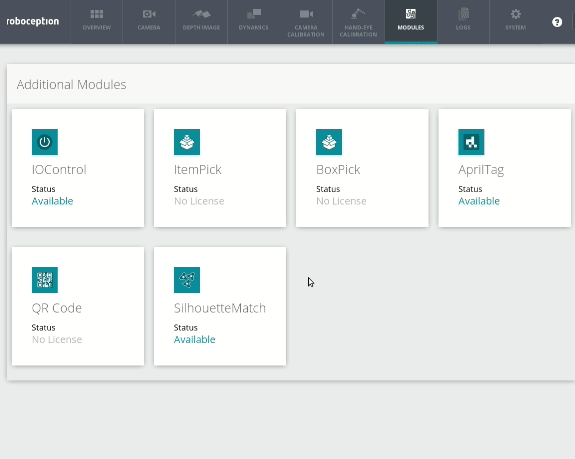 roboception
OVERVIEW
CAMERA
DEPTH IMAGE
DYNAMICS
CAMERA
CALIBRATION
HAND-EYE
CALIBRATION
MODULES
LOGS
SYSTEM
?
Additional Modules
IOControl
Status
Available
ItemPick
Status
No License
BoxPick
Status
No License
AprilTag
Status
Available
QR Code
Status
No License
SilhouetteMatch
Status
Available